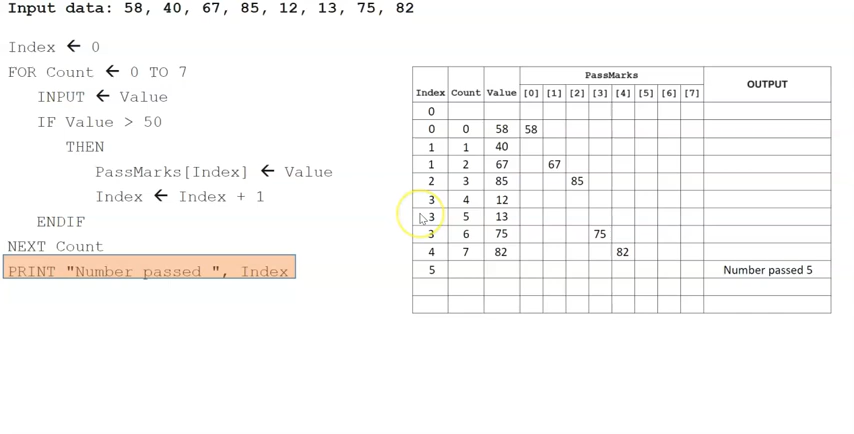 Input data: 58, 40, 67, 85, 12, 13, 75, 82
Index ← 0
FOR Count ← 0 TO 7
INPUT ← Value
IF Value > 50
THEN
PassMarks[Index] ← Value
Index ← Index + 1
ENDIF
NEXT Count
PRINT "Number passed ", Index
PassMarks
Index Count Value [0] [1] [2] [3] [4] [5] [6] [7] OUTPUT
0
0 0 58 58
1 1 40
1 2 67 67
2 3 85 85
3 4 12
3 5 13
3 6 75 75
4 7 82 82
5 Number passed 5